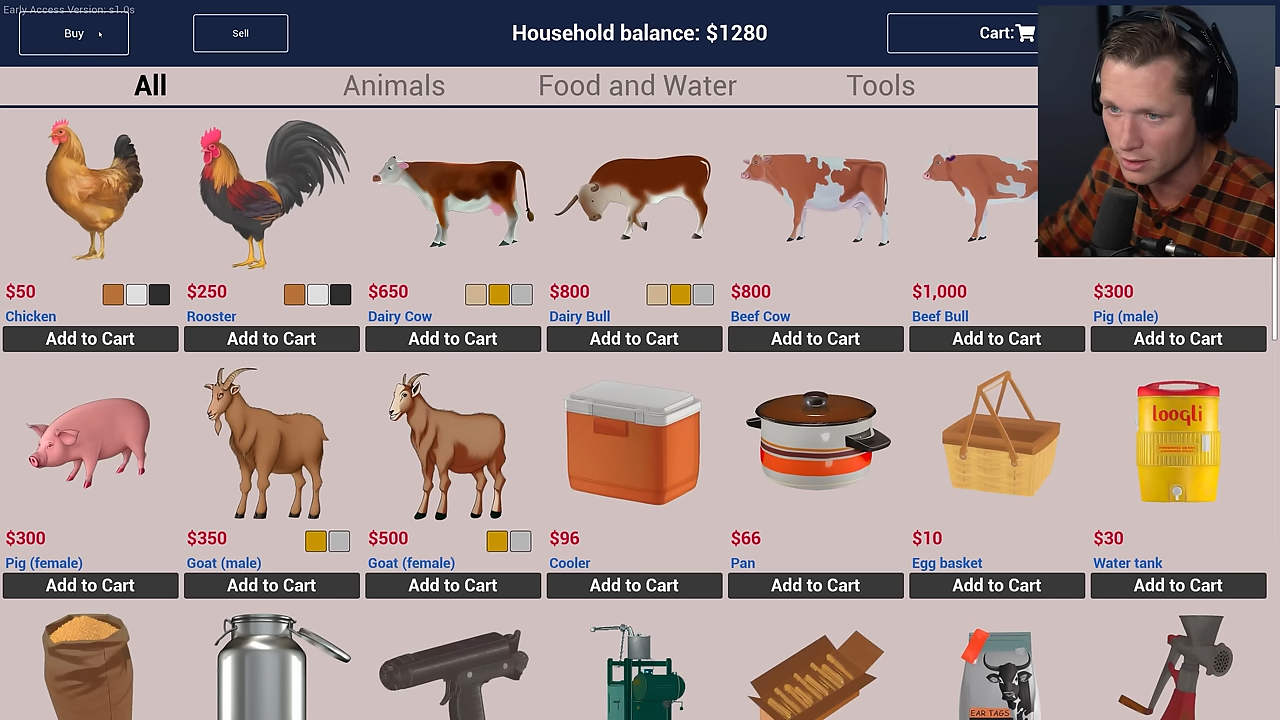 Early Access Version: s1.0s
Buy
Sell
Household balance: $1280
Cart:
All
Animals
Food and Water
Tools
$50
$250
$650
$800
$800
$1,000
$300
Chicken
Rooster
Dairy Cow
Dairy Bull
Beef Cow
Beef Bull
Pig (male)
Add to Cart
Add to Cart
Add to Cart
Add to Cart
Add to Cart
Add to Cart
Add to Cart
looqli
$300
$350
$500
$96
$66
$10
$30
Pig (female)
Goat (male)
Goat (female)
Cooler
Pan
Egg basket
Water tank
Add to Cart
Add to Cart
Add to Cart
Add to Cart
Add to Cart
Add to Cart
Add to Cart
EAR TAGS